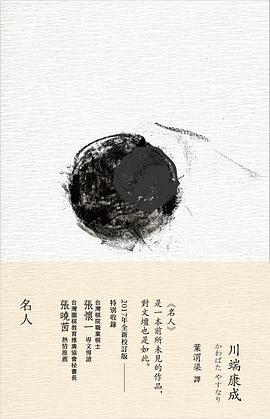 川端康成
かわばた やすなり
葉渭渠 譯
《名人》
是一本前所未見的作品，
對文壇也是如此。
2017年全新校訂版——
特別收錄
台灣棋院職業棋士
張懷一 專文導讀
台灣圍棋教育推廣協會秘書長
張曉茵 熱情推薦
名人